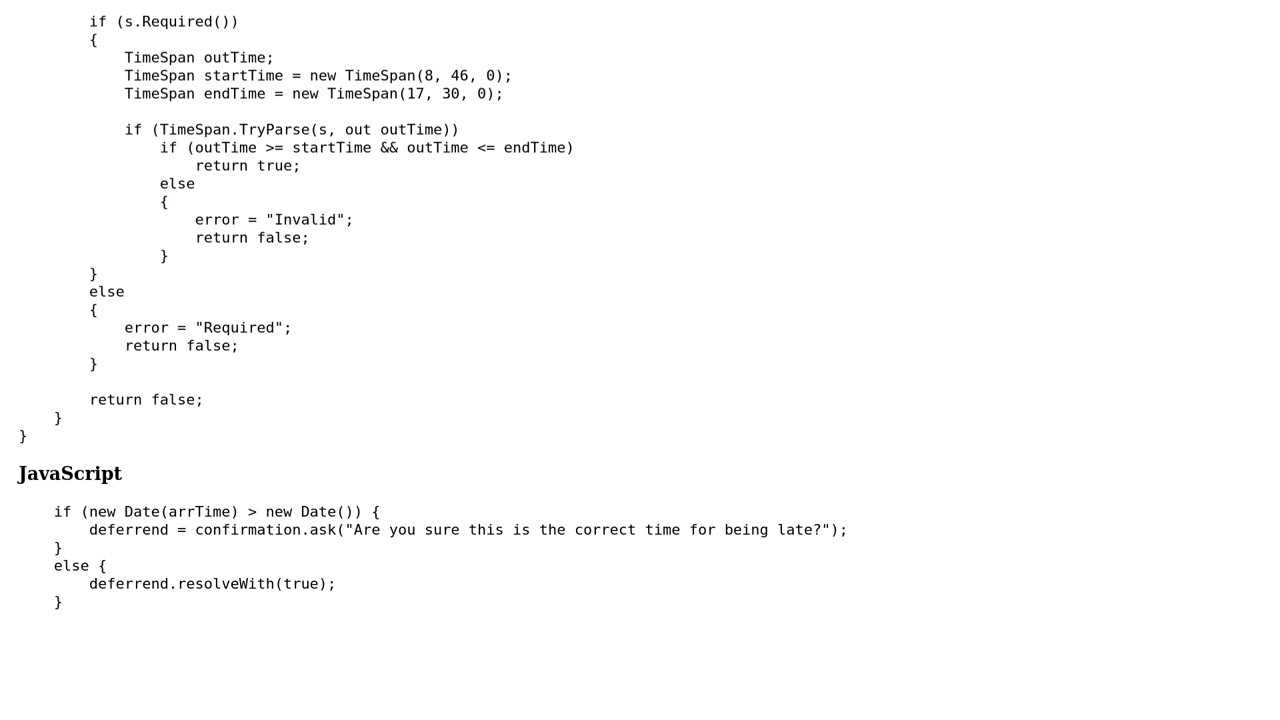 if (s.Required())
        {
            TimeSpan outTime;
            TimeSpan startTime = new TimeSpan(8, 46, 0);
            TimeSpan endTime = new TimeSpan(17, 30, 0);

            if (TimeSpan.TryParse(s, out outTime))
                if (outTime >= startTime && outTime <= endTime)
                    return true;
                else
                {
                    error = "Invalid";
                    return false;
                }
        }
        else
        {
            error = "Required";
            return false;
        }

        return false;
    }
}
JavaScript
    if (new Date(arrTime) > new Date()) {
        deferrend = confirmation.ask("Are you sure this is the correct time for being late?");
    }
    else {
        deferrend.resolveWith(true);
    }